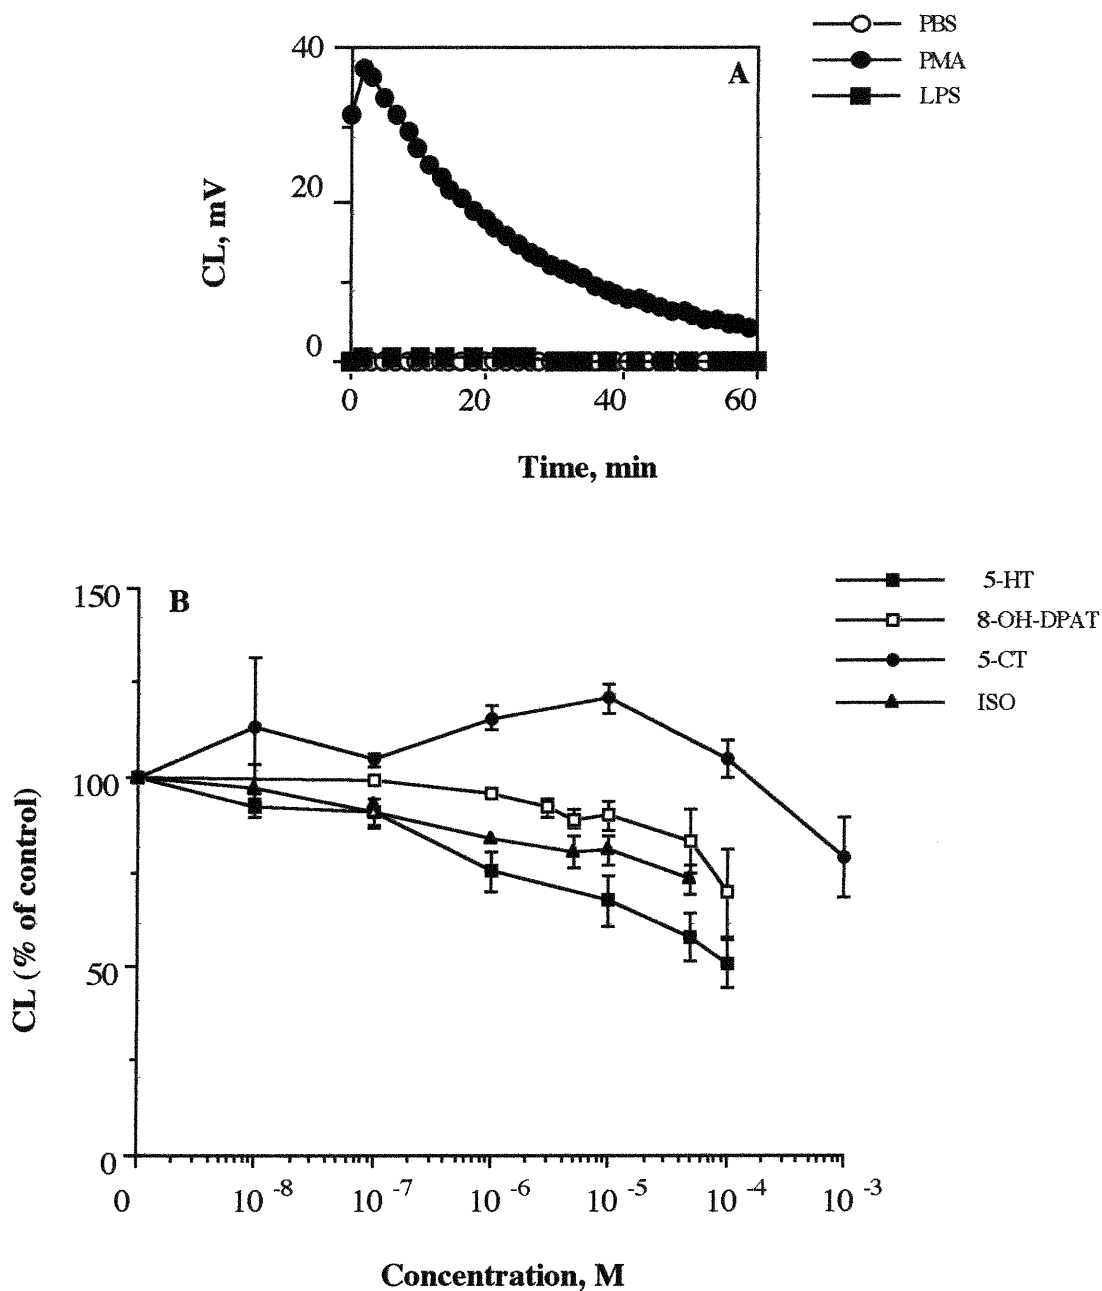 PBS
PMA
LPS
A
40
20
0
CL, mV
0 20 40 60
Time, min
5-HT
8-OH-DPAT
5-CT
ISO
B
150
100
50
0
CL (% of control)
0 10 -8 10 -7 10 -6 10 -5 10 -4 10 -3
Concentration, M